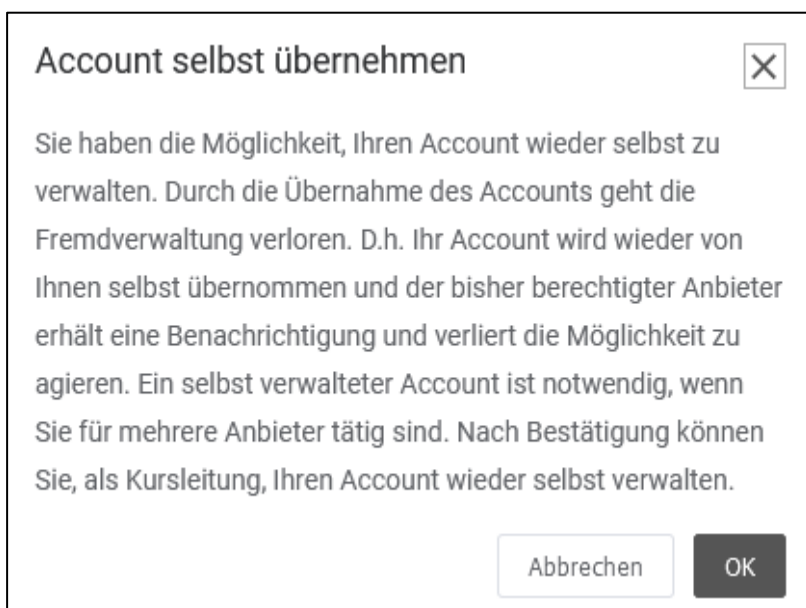 Account selbst übernehmen
Sie haben die Möglichkeit, Ihren Account wieder selbst zu
verwalten. Durch die Übernahme des Accounts geht die
Fremdverwaltung verloren. D.h. Ihr Account wird wieder von
Ihnen selbst übernommen und der bisher berechtigter Anbieter
erhält eine Benachrichtigung und verliert die Möglichkeit zu
agieren. Ein selbst verwalteter Account ist notwendig, wenn
Sie für mehrere Anbieter tätig sind. Nach Bestätigung können
Sie, als Kursleitung, Ihren Account wieder selbst verwalten.
Abbrechen OK